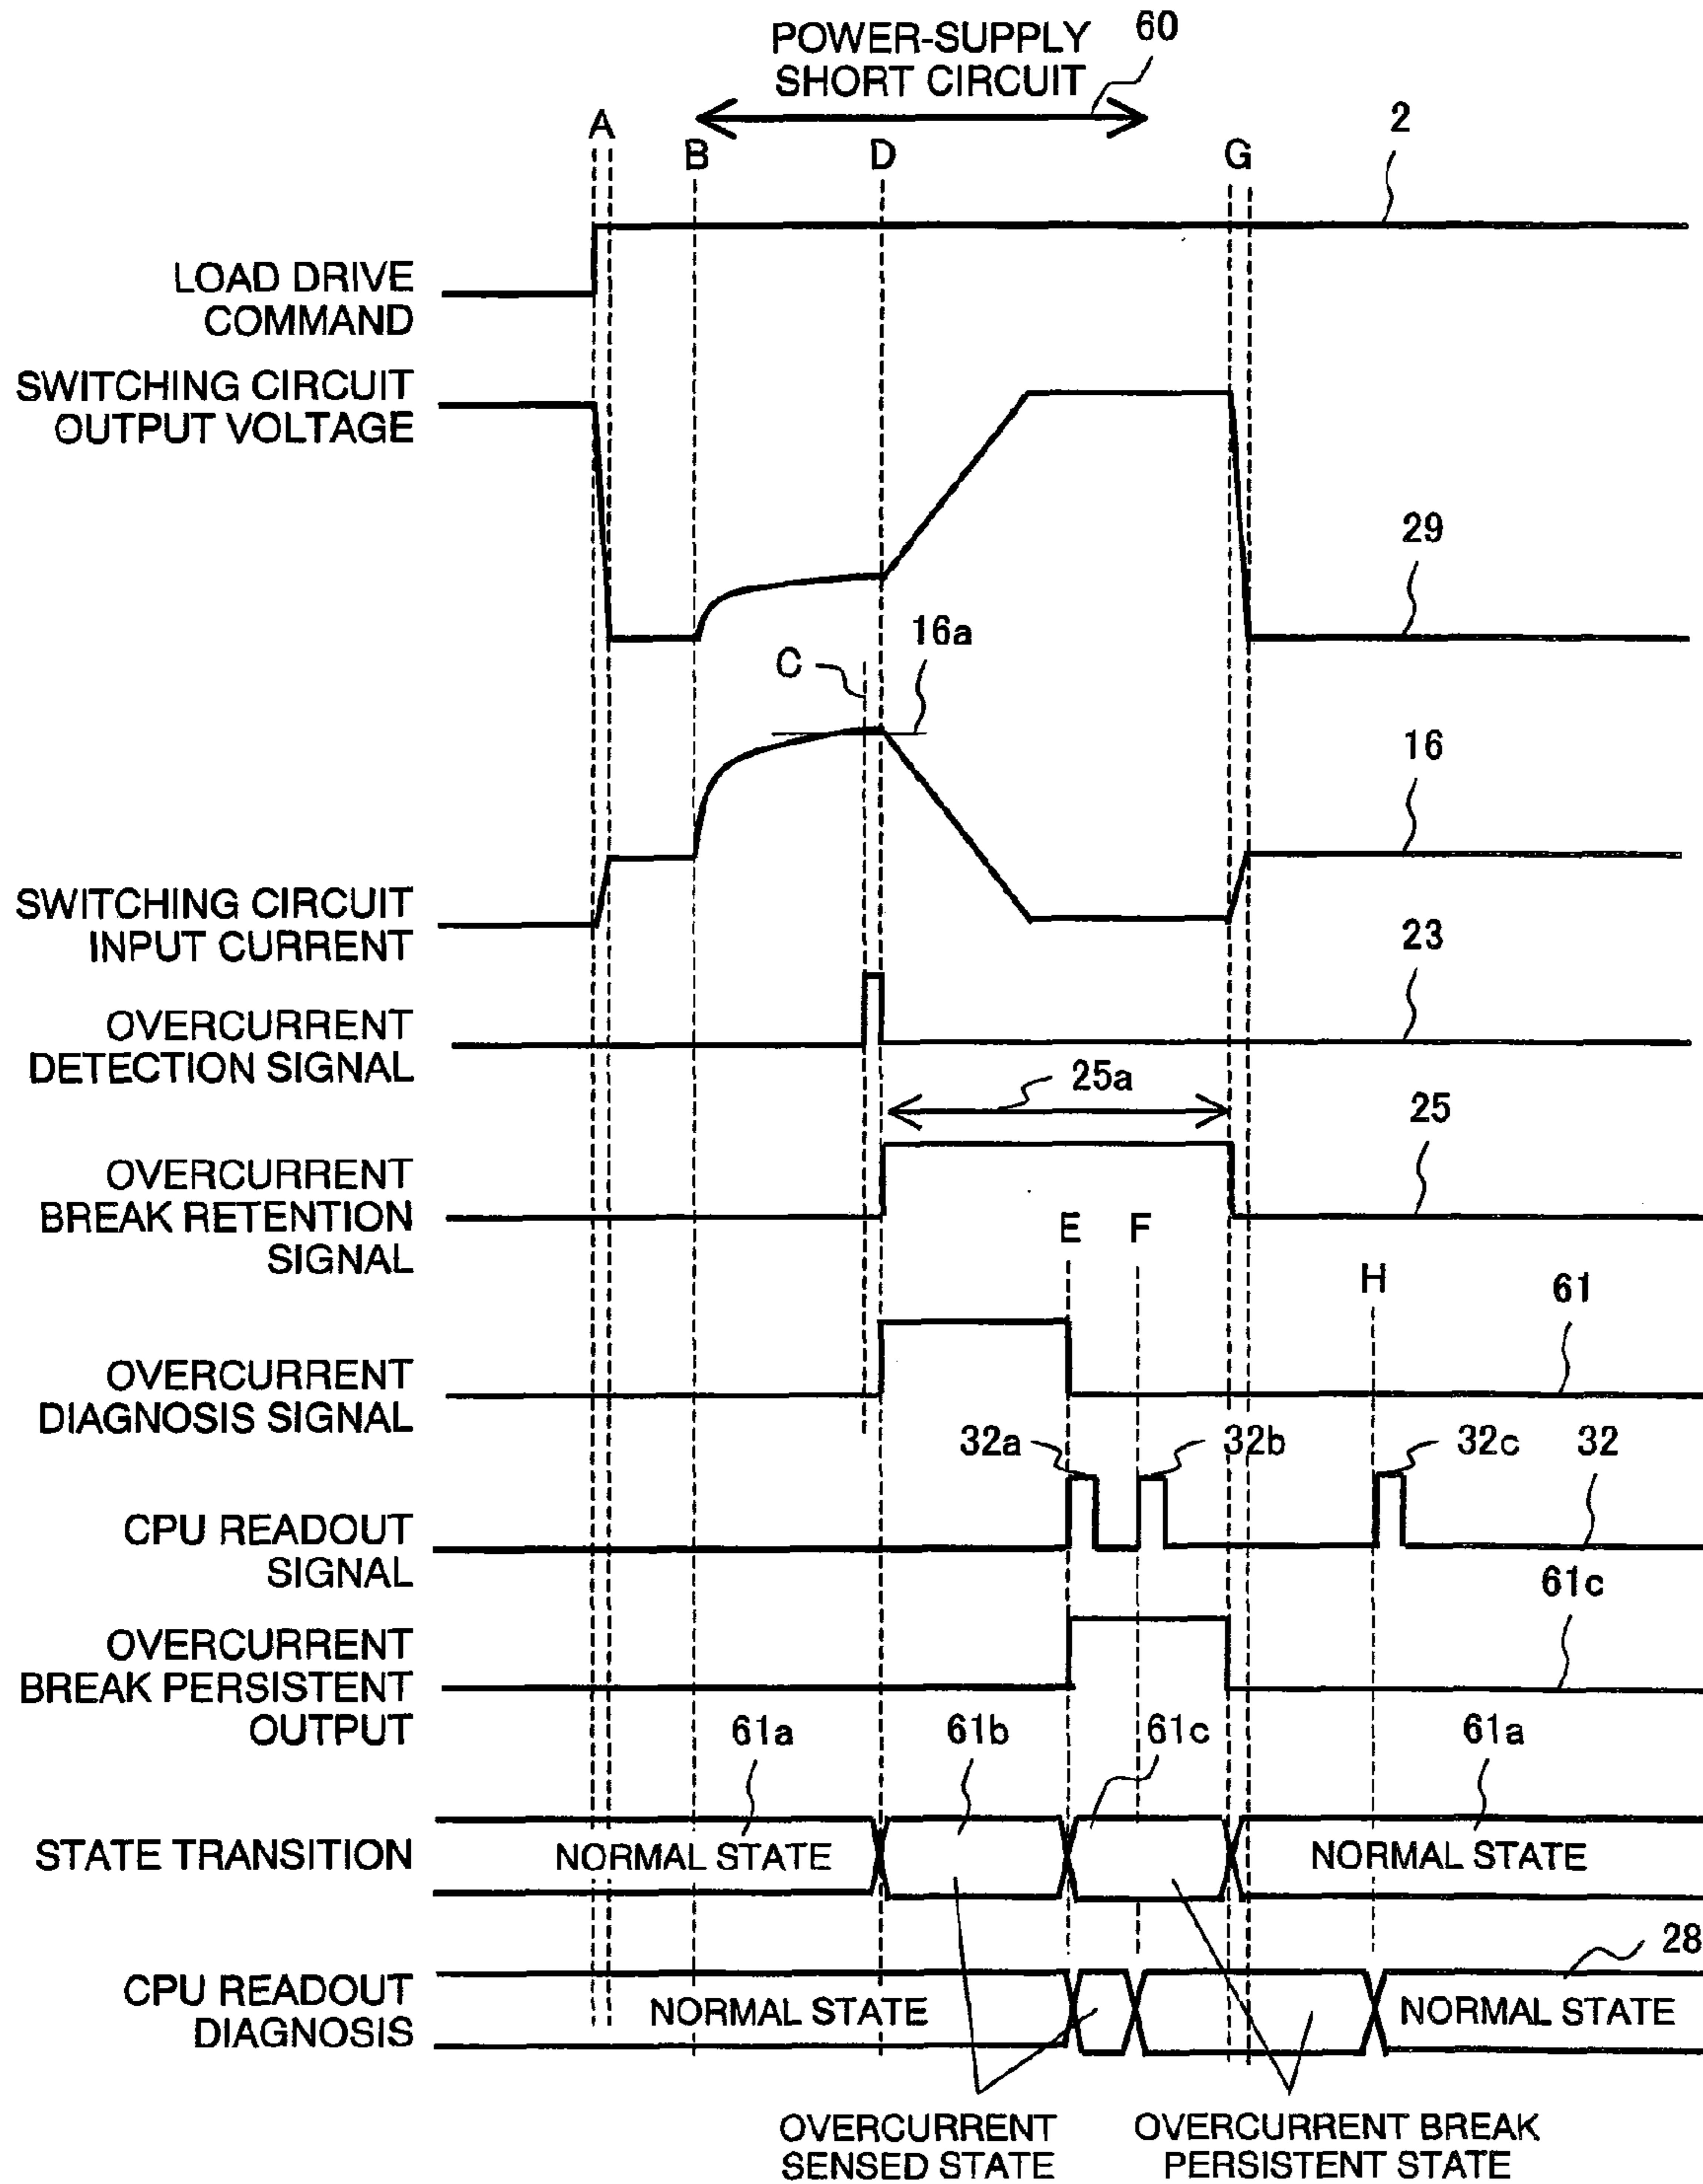 POWER-SUPPLY
SHORT CIRCUIT
60
A
B
D
G
2
LOAD DRIVE
COMMAND
SWITCHING CIRCUIT
OUTPUT VOLTAGE
29
C
16a
16
SWITCHING CIRCUIT
INPUT CURRENT
23
OVERCURRENT
DETECTION SIGNAL
25a
25
OVERCURRENT
BREAK RETENTION
SIGNAL
E
F
H
61
OVERCURRENT
DIAGNOSIS SIGNAL
32a
32b
32c
32
CPU READOUT
SIGNAL
61c
OVERCURRENT
BREAK PERSISTENT
OUTPUT
61a
61b
61c
61a
STATE TRANSITION
NORMAL STATE
NORMAL STATE
28
CPU READOUT
DIAGNOSIS
NORMAL STATE
NORMAL STATE
OVERCURRENT
SENSED STATE
OVERCURRENT BREAK
PERSISTENT STATE